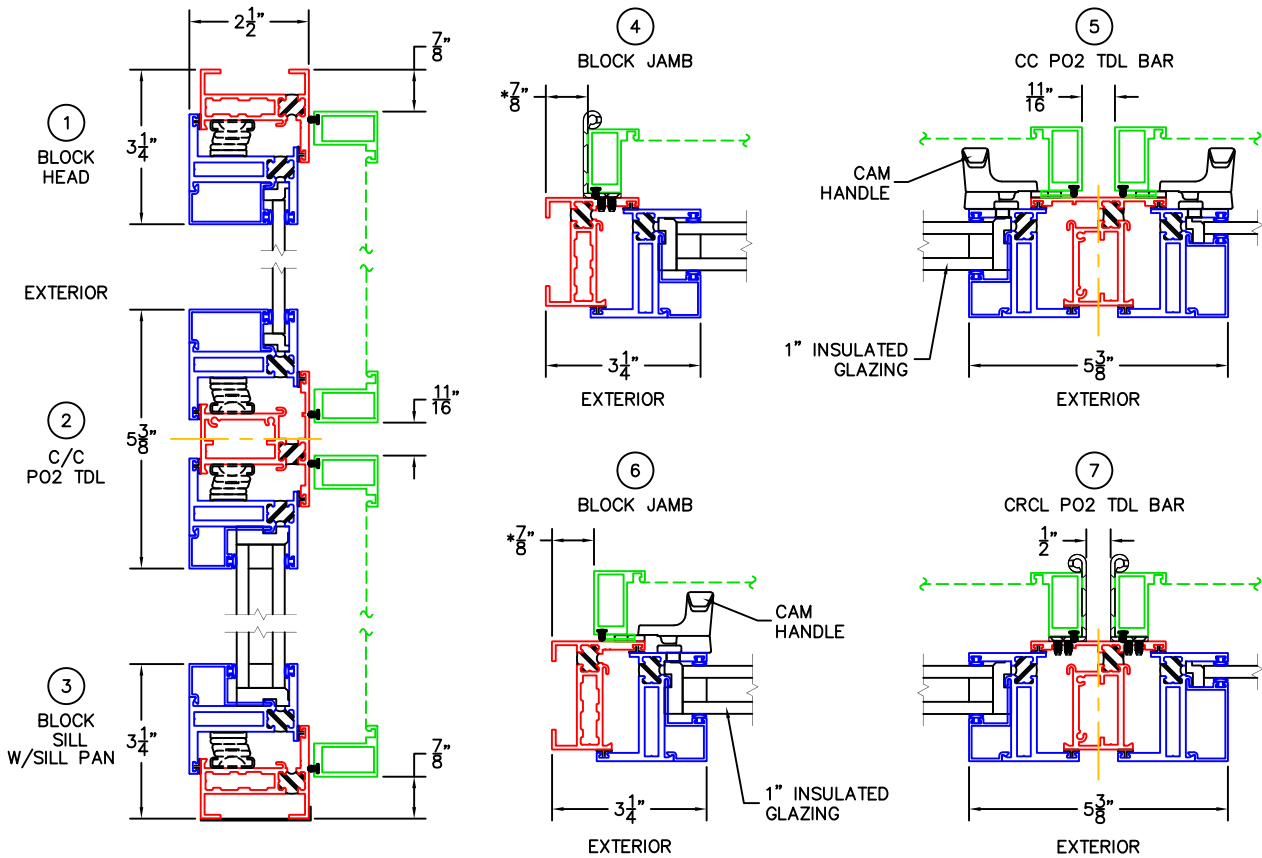 2 1/2"
7/8"
1
BLOCK
HEAD
3 1/4"
EXTERIOR
2
C/C
PO2 TDL
5 3/8"
11/16"
3
BLOCK
SILL
W/SILL PAN
3 1/4"
7/8"
4
BLOCK JAMB
*7/8"
3 1/4"
EXTERIOR
5
CC PO2 TDL BAR
11/16"
CAM
HANDLE
1" INSULATED
GLAZING
5 3/8"
EXTERIOR
6
BLOCK JAMB
*7/8"
CAM
HANDLE
1" INSULATED
GLAZING
3 1/4"
EXTERIOR
7
CRCL PO2 TDL BAR
1/2"
5 3/8"
EXTERIOR